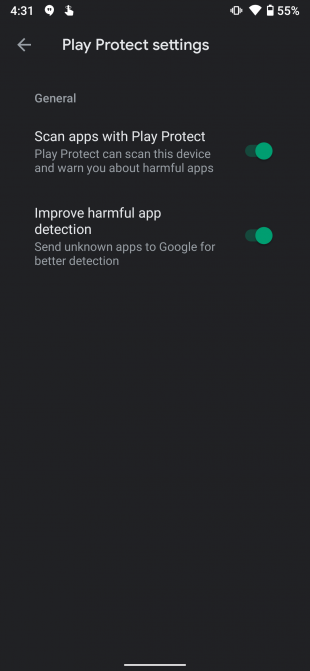 4:31 55%
Play Protect settings
General
Scan apps with Play Protect
Play Protect can scan this device
and warn you about harmful apps
Improve harmful app
detection
Send unknown apps to Google for
better detection